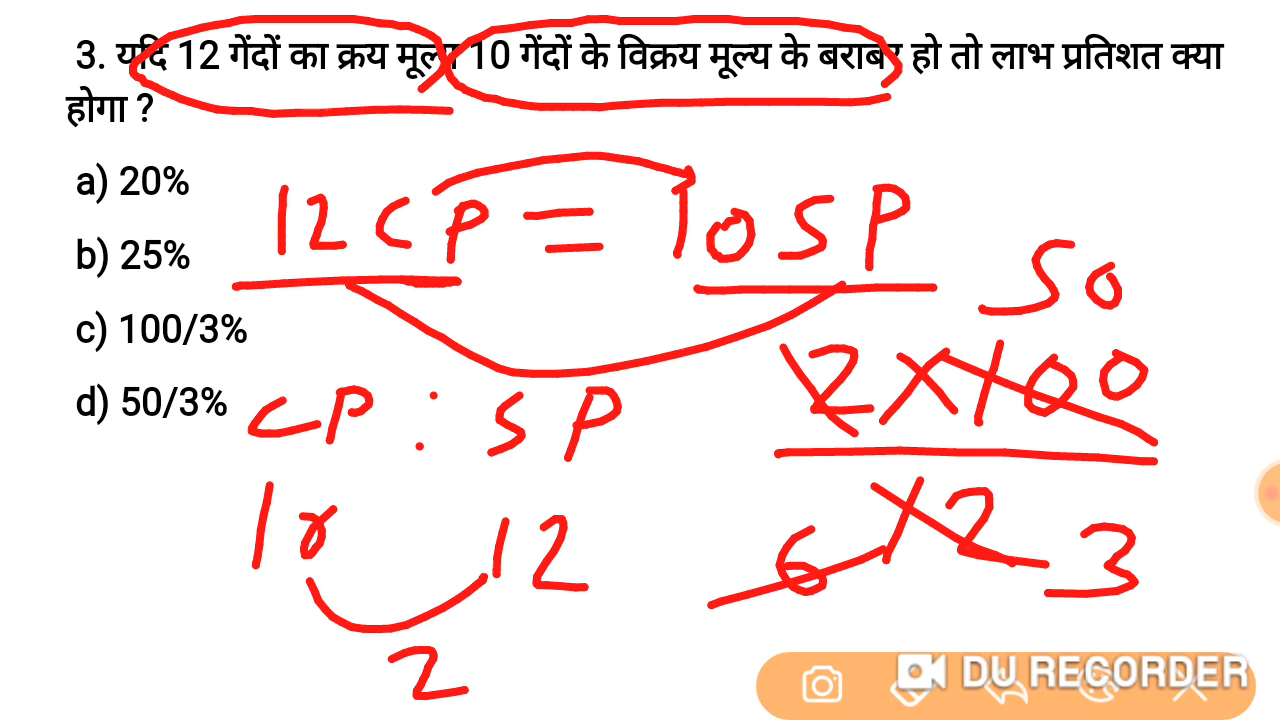 3. यदि 12 गेंदों का क्रय मूल्य 10 गेंदों के विक्रय मूल्य के बराबर हो तो लाभ प्रतिशत क्या
होगा ?
a) 20%
12 CP = 10 SP
b) 25%
50
c) 100/3%
2 X 100
d) 50/3%
CP : SP
10 12
12
6 3
2
DU RECORDER